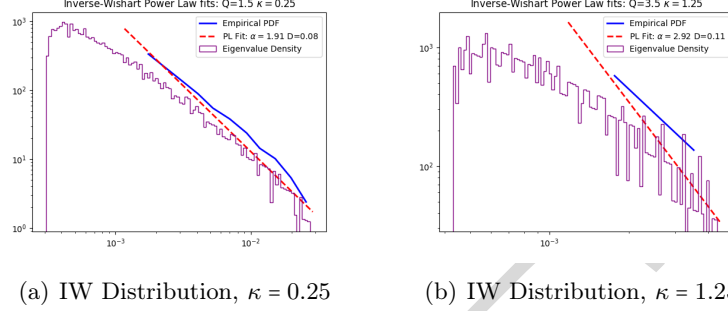 Inverse-Wishart Power Law fits: Q=1.5 κ = 0.25
Empirical PDF
PL Fit: α = 1.91 D=0.08
Eigenvalue Density
10³
10²
10¹
10⁰
10⁻³
10⁻²
(a) IW Distribution, κ = 0.25
Inverse-Wishart Power Law fits: Q=3.5 κ = 1.25
Empirical PDF
PL Fit: α = 2.92 D=0.11
Eigenvalue Density
10³
10²
10⁻³
(b) IW Distribution, κ = 1.2